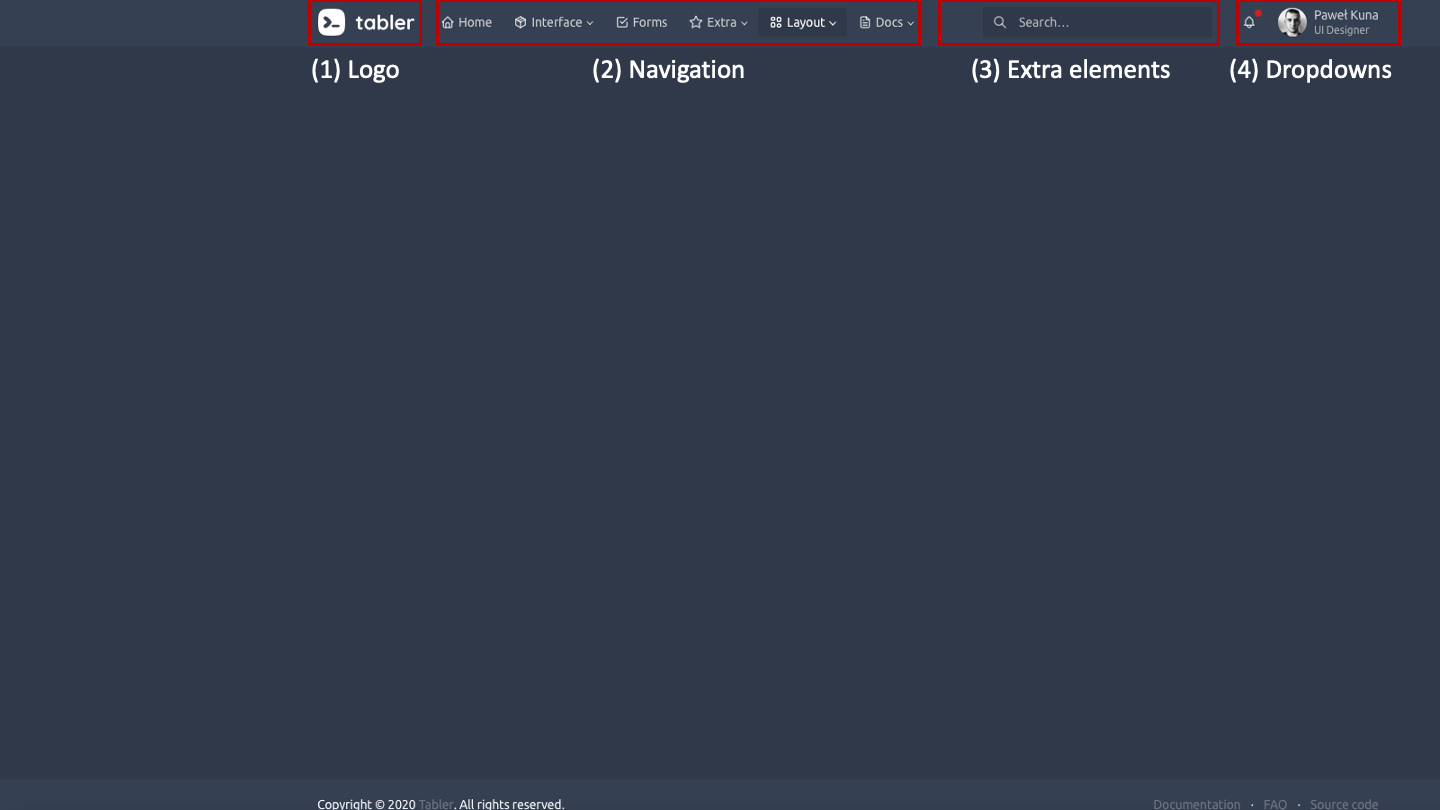 tabler Home Interface Forms Extra Layout Docs Search… Paweł Kuna
UI Designer
(1) Logo (2) Navigation (3) Extra elements (4) Dropdowns
Copyright © 2020 Tabler. All rights reserved. Documentation · FAQ · Source code